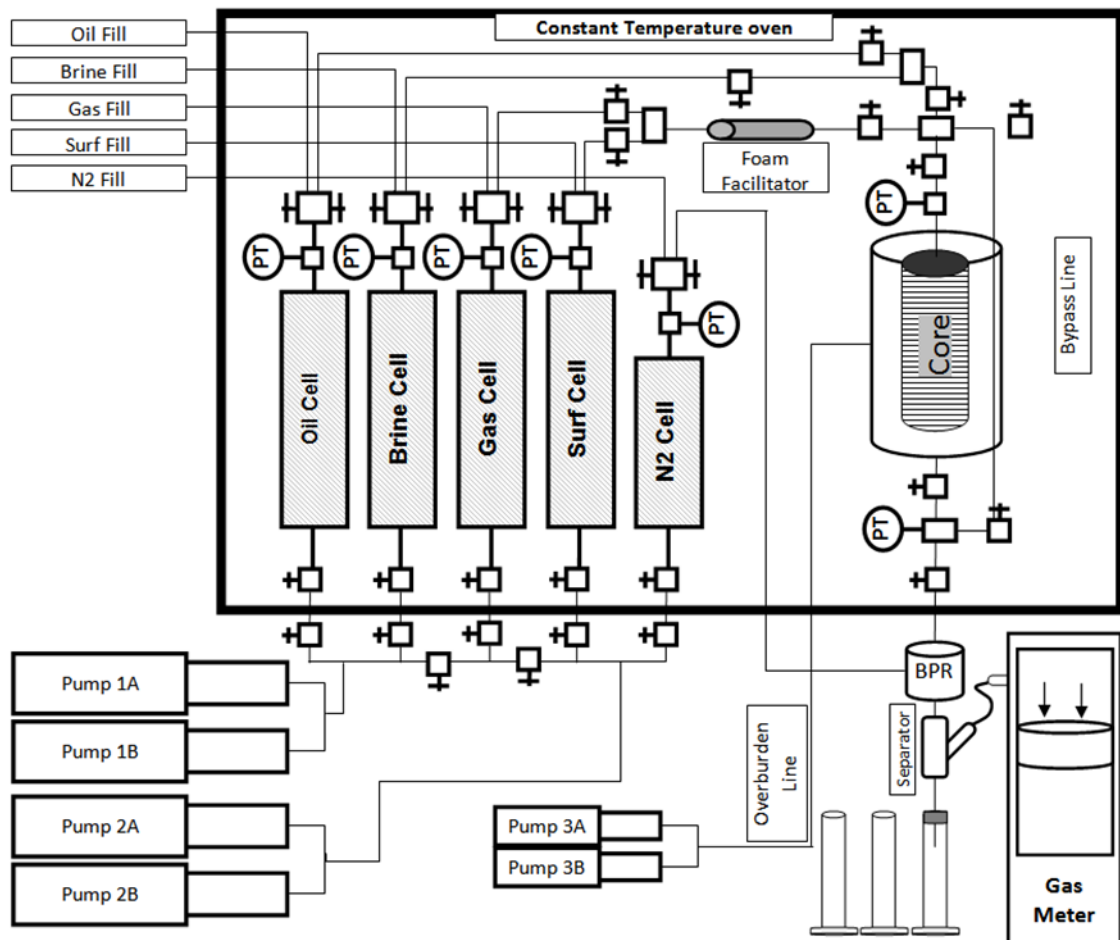 Oil Fill
Brine Fill
Gas Fill
Surf Fill
N2 Fill
Constant Temperature oven
Foam
Facilitator
PT
PT
PT
PT
PT
PT
PT
Oil Cell
Brine Cell
Gas Cell
Surf Cell
N2 Cell
Core
Bypass Line
Pump 1A
Pump 1B
Pump 2A
Pump 2B
Pump 3A
Pump 3B
Overburden
Line
BPR
Separator
Gas
Meter